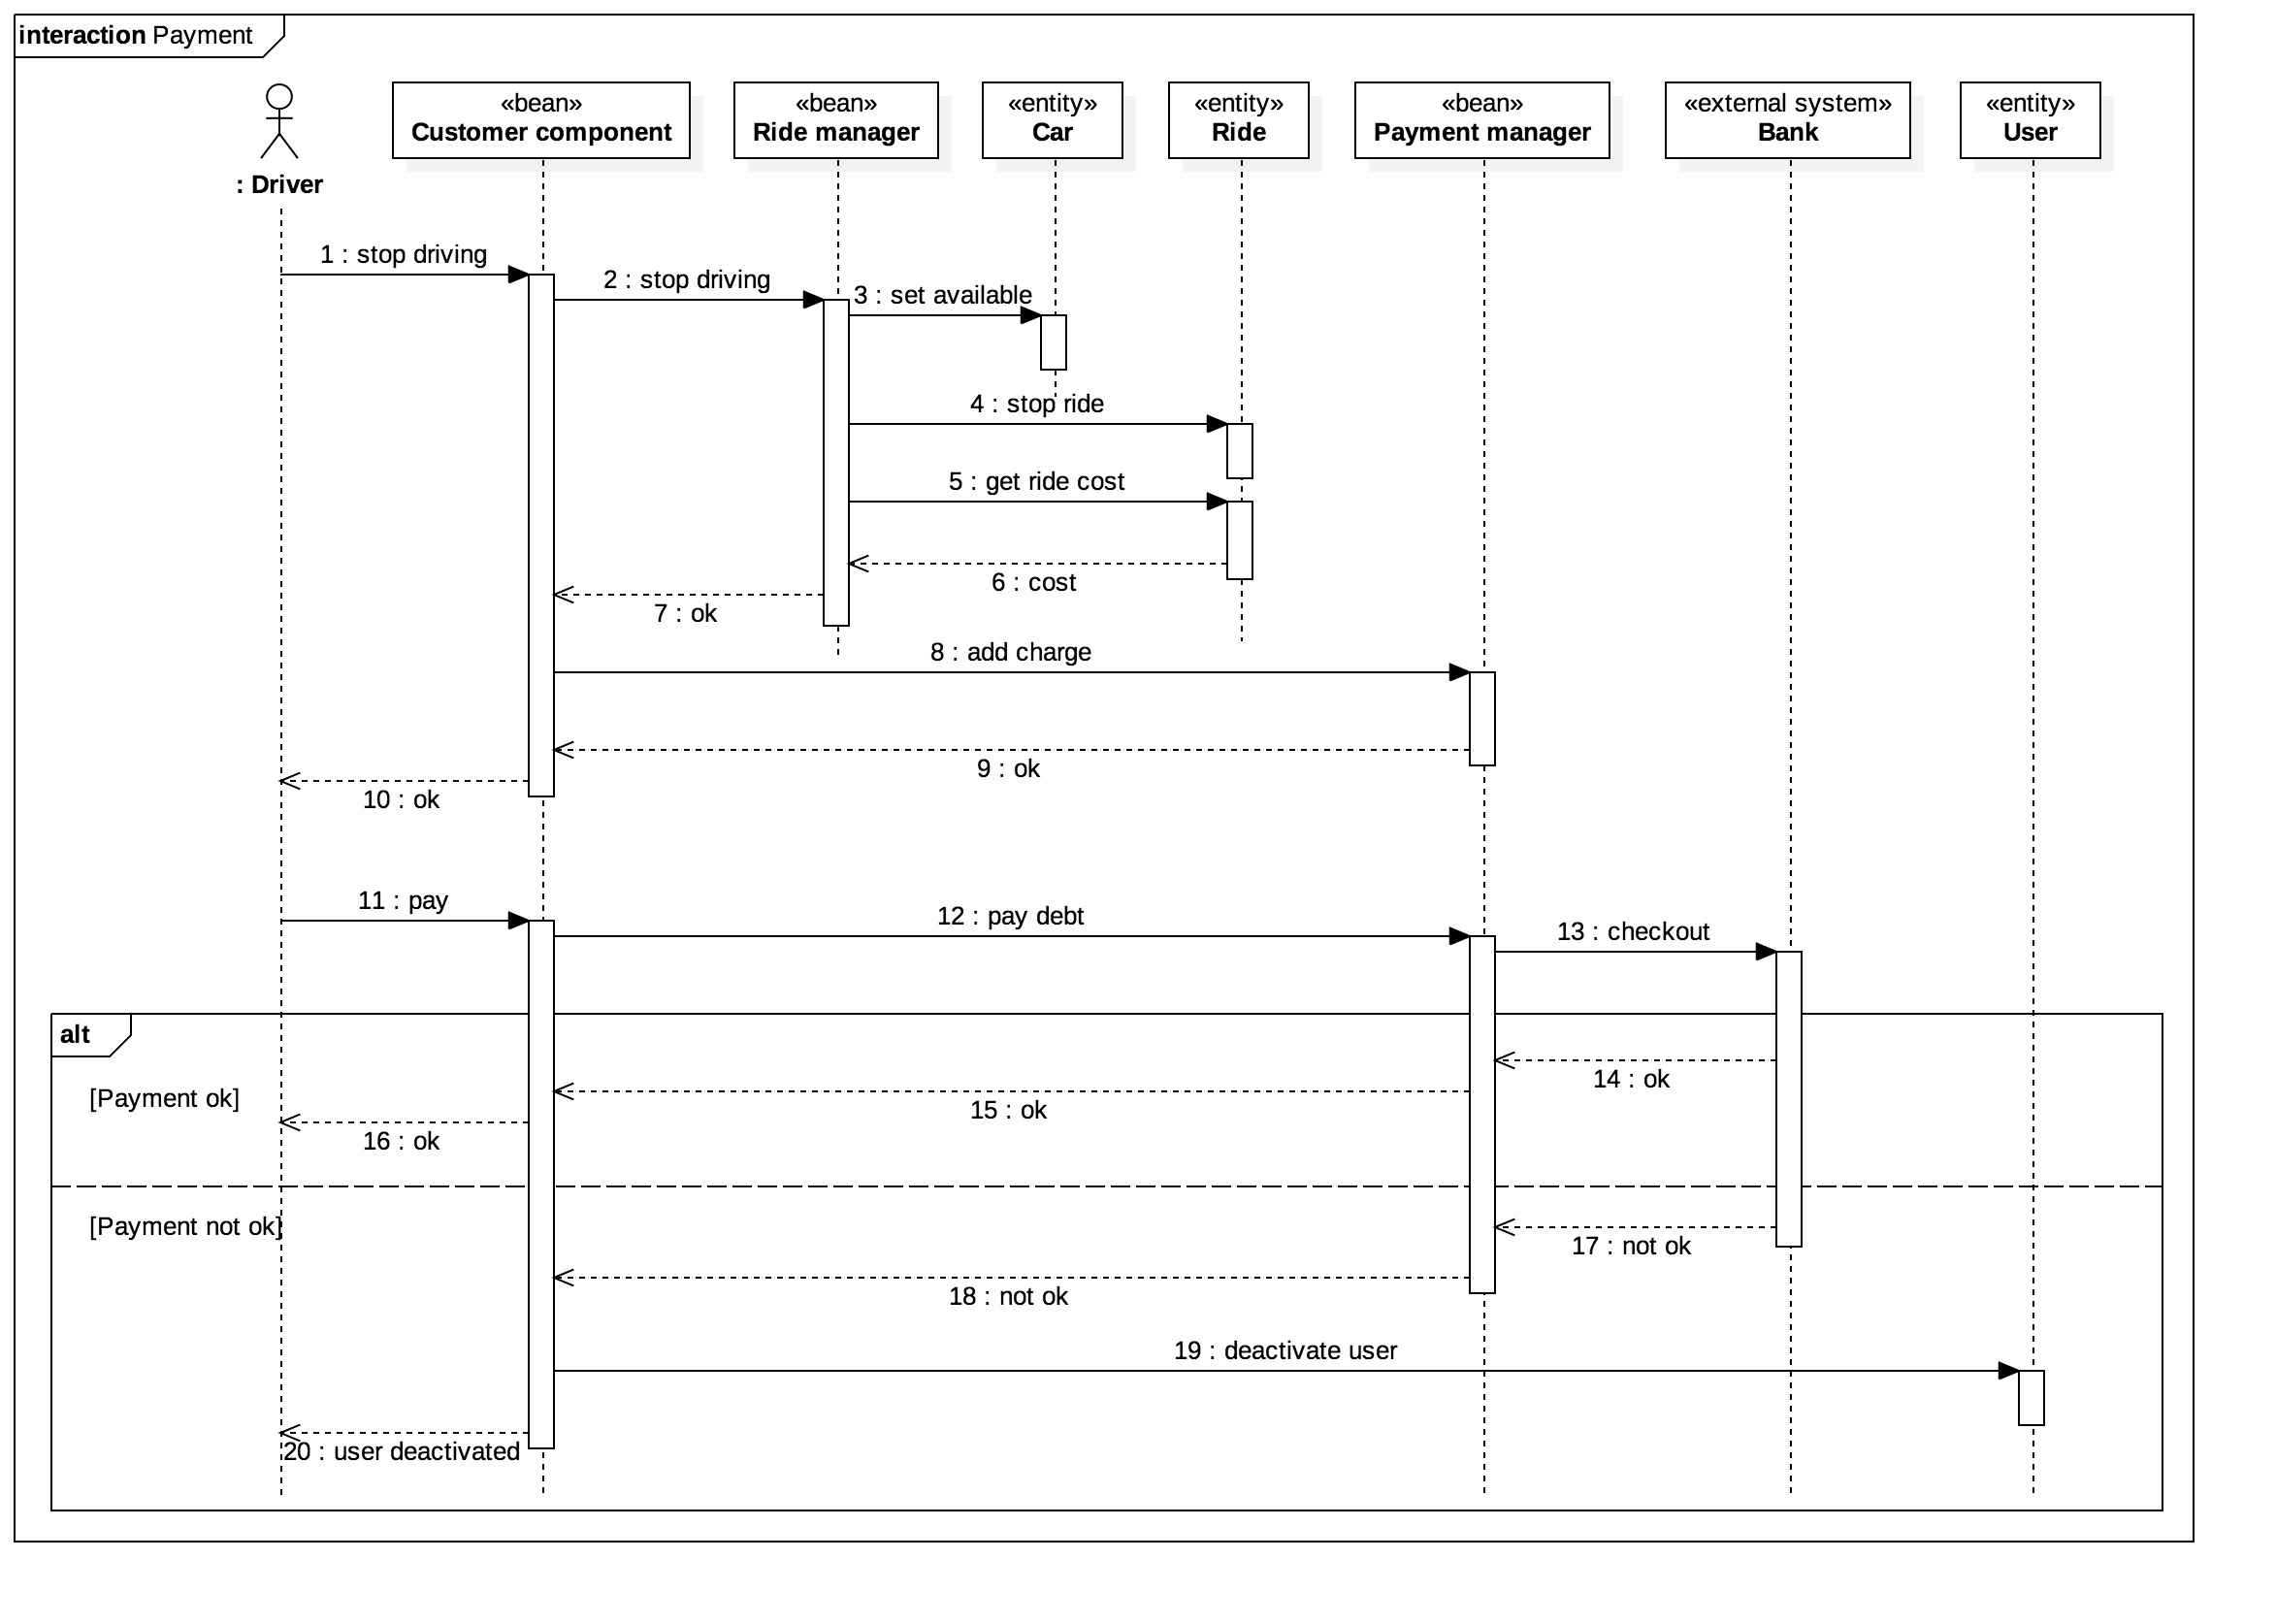 interaction Payment
«bean»
Customer component
«bean»
Ride manager
«entity»
Car
«entity»
Ride
«bean»
Payment manager
«external system»
Bank
«entity»
User
: Driver
1 : stop driving
2 : stop driving
3 : set available
4 : stop ride
5 : get ride cost
6 : cost
7 : ok
8 : add charge
9 : ok
10 : ok
11 : pay
12 : pay debt
13 : checkout
alt
[Payment ok]
14 : ok
15 : ok
16 : ok
[Payment not ok]
17 : not ok
18 : not ok
19 : deactivate user
20 : user deactivated